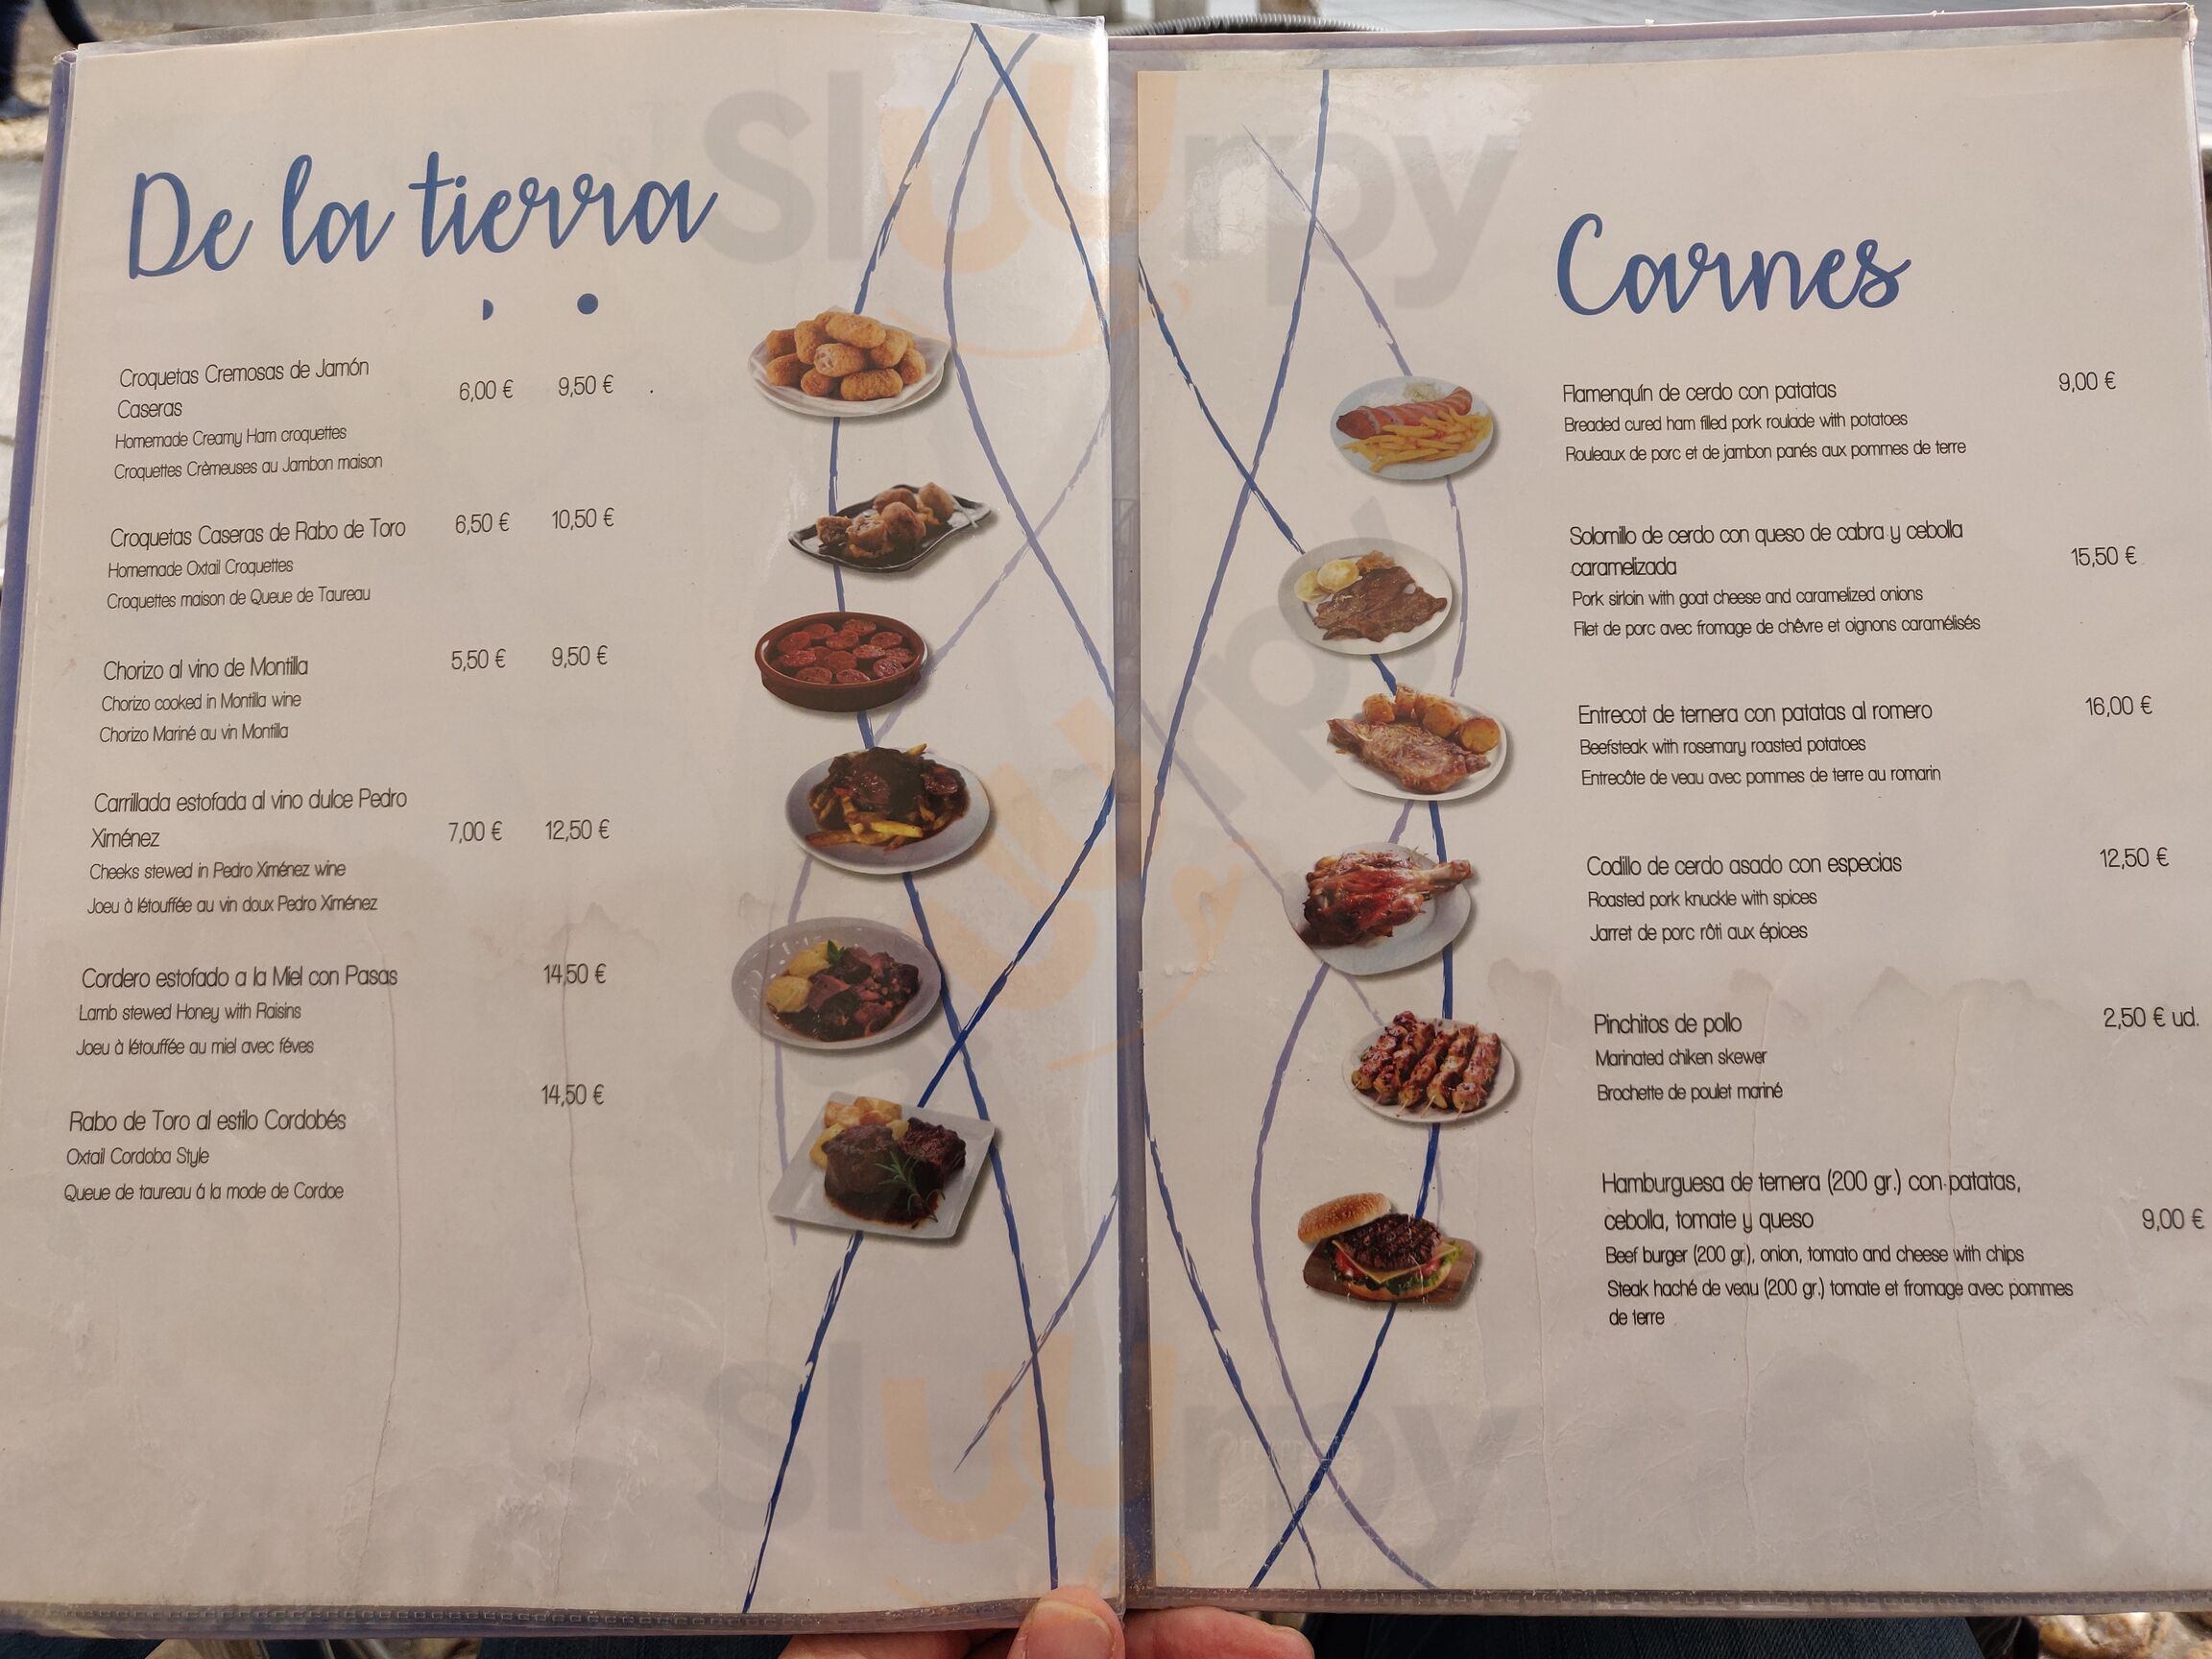 De la tierra
Croquetas Cremosas de Jamón
Caseras
6,00 € 9,50 €
Homemade Creamy Ham croquettes
Croquettes Crèmeuses au Jambon maison
Croquetas Caseras de Rabo de Toro 6,50 € 10,50 €
Homemade Oxtail Croquettes
Croquettes maison de Queue de Taureau
Chorizo al vino de Montilla 5,50 € 9,50 €
Chorizo cooked in Montilla wine
Chorizo Mariné au vin Montilla
Carrillada estofada al vino dulce Pedro
Ximénez 7,00 € 12,50 €
Cheeks stewed in Pedro Ximénez wine
Joeu à létouffée au vin doux Pedro Ximénez
Cordero estofado a la Miel con Pasas 14,50 €
Lamb stewed Honey with Raisins
Joeu à létouffée au miel avec féves
14,50 €
Rabo de Toro al estilo Cordobés
Oxtail Cordoba Style
Queue de taureau á la mode de Cordoe
Carnes
Flamenquín de cerdo con patatas 9,00 €
Breaded cured ham filled pork roulade with potatoes
Rouleaux de porc et de jambon panés aux pommes de terre
Solomillo de cerdo con queso de cabra y cebolla
caramelizada 15,50 €
Pork sirloin with goat cheese and caramelized onions
Filet de porc avec fromage de chêvre et oignons caramélisés
Entrecot de ternera con patatas al romero 16,00 €
Beefsteak with rosemary roasted potatoes
Entrecôte de veau avec pommes de terre au romarin
Codillo de cerdo asado con especias 12,50 €
Roasted pork knuckle with spices
Jarret de porc rôti aux épices
Pinchitos de pollo 2,50 € ud.
Marinated chiken skewer
Brochette de poulet mariné
Hamburguesa de ternera (200 gr.) con patatas,
cebolla, tomate y queso 9,00 €
Beef burger (200 gr.), onion, tomato and cheese with chips
Steak haché de veau (200 gr.) tomate et fromage avec pommes
de terre
Sluurpy
Sluurpy
Sluurpy